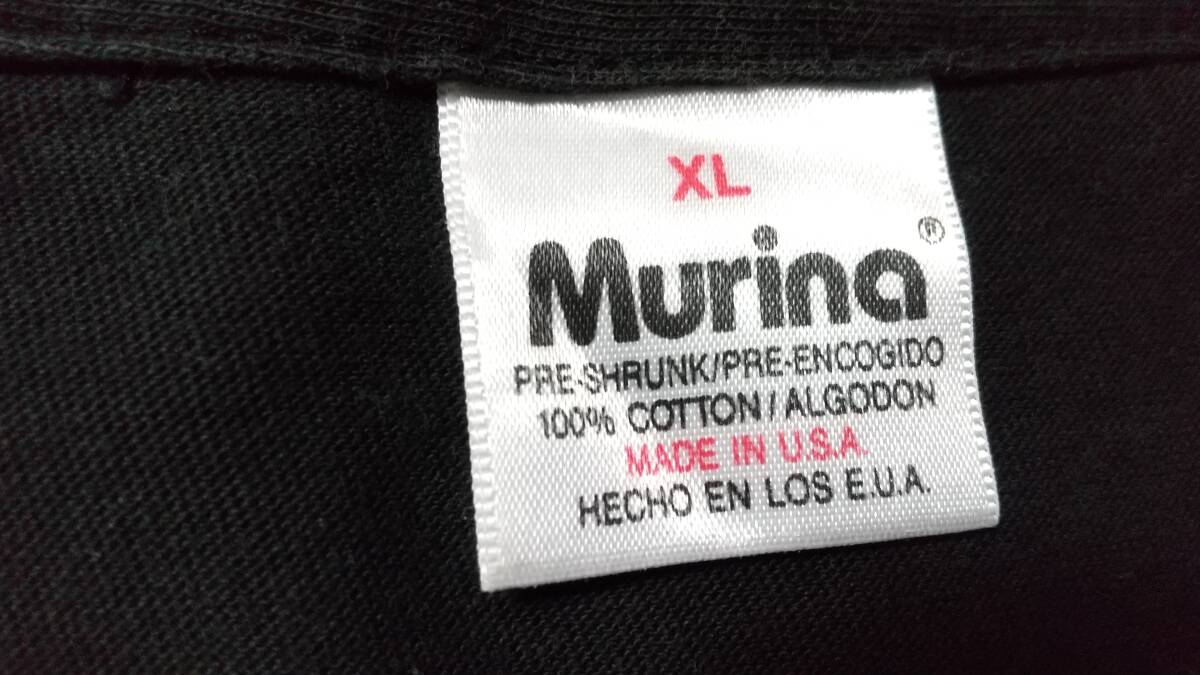 XL
Murina®
PRE-SHRUNK/PRE-ENCOGIDO
100% COTTON/ALGODON
MADE IN U.S.A.
HECHO EN LOS E.U.A.